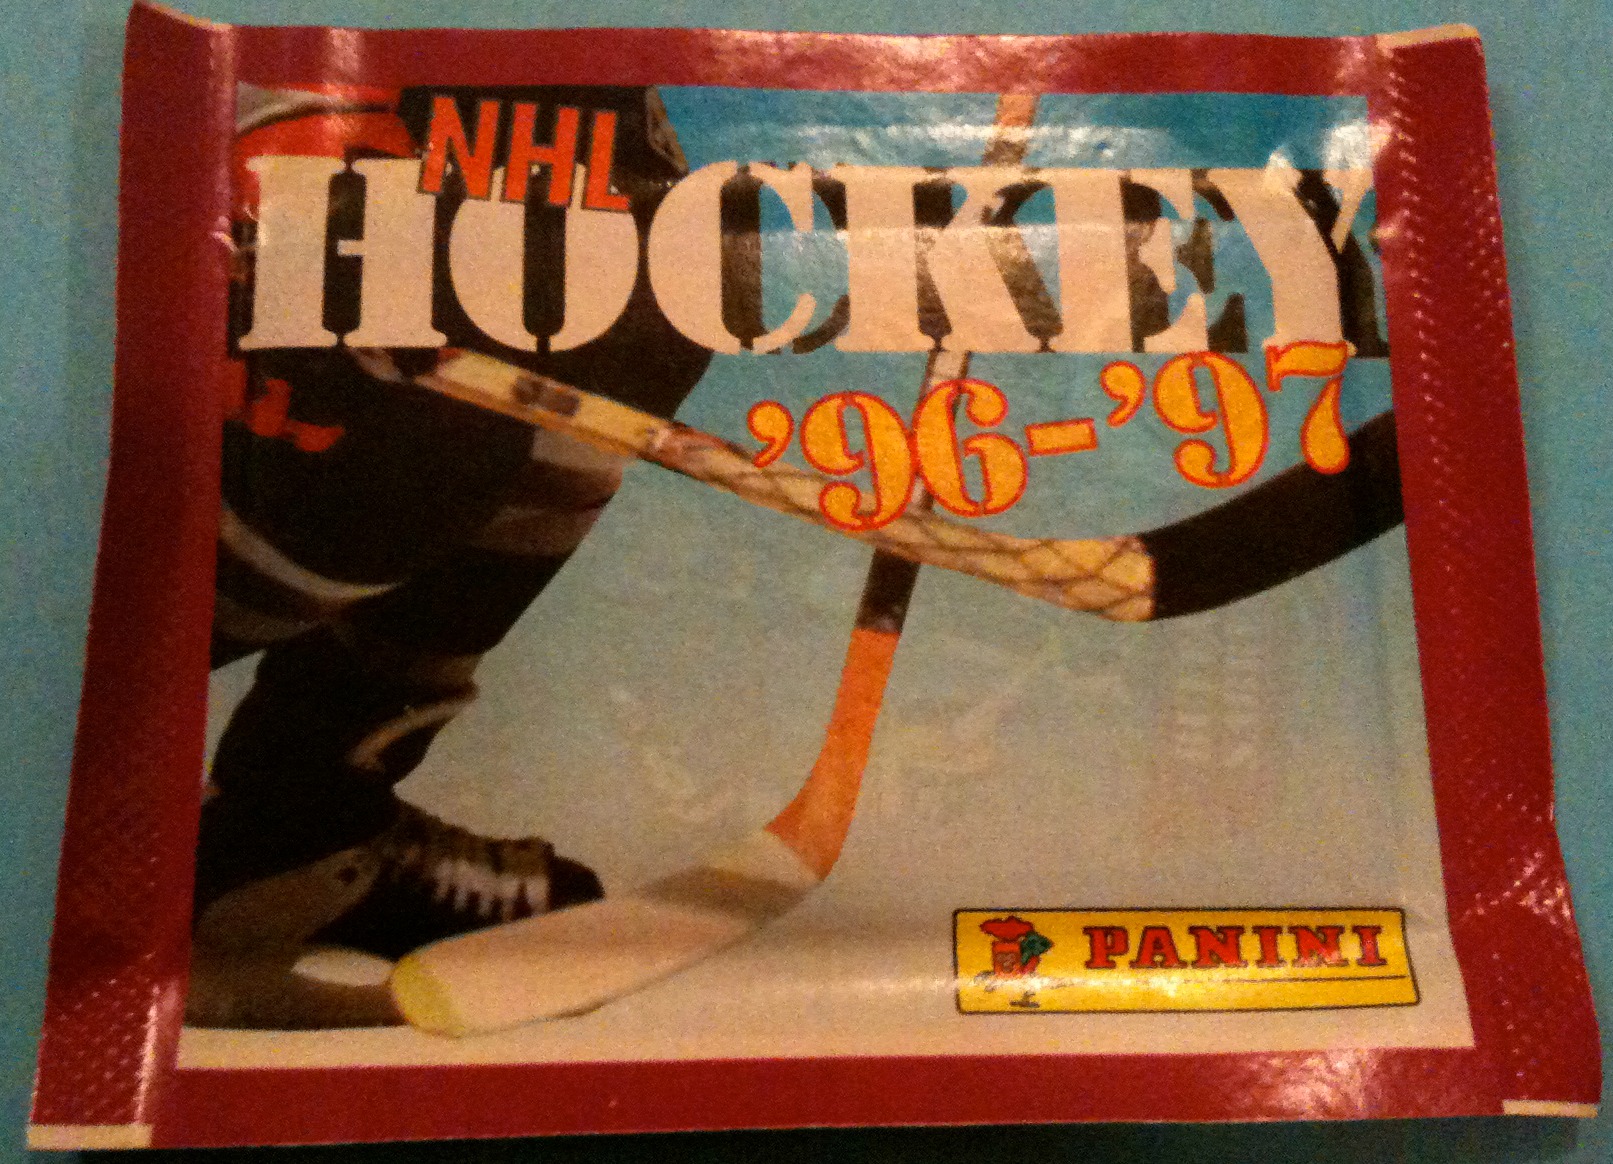 NHL
HOCKEY
'96-'97
PANINI